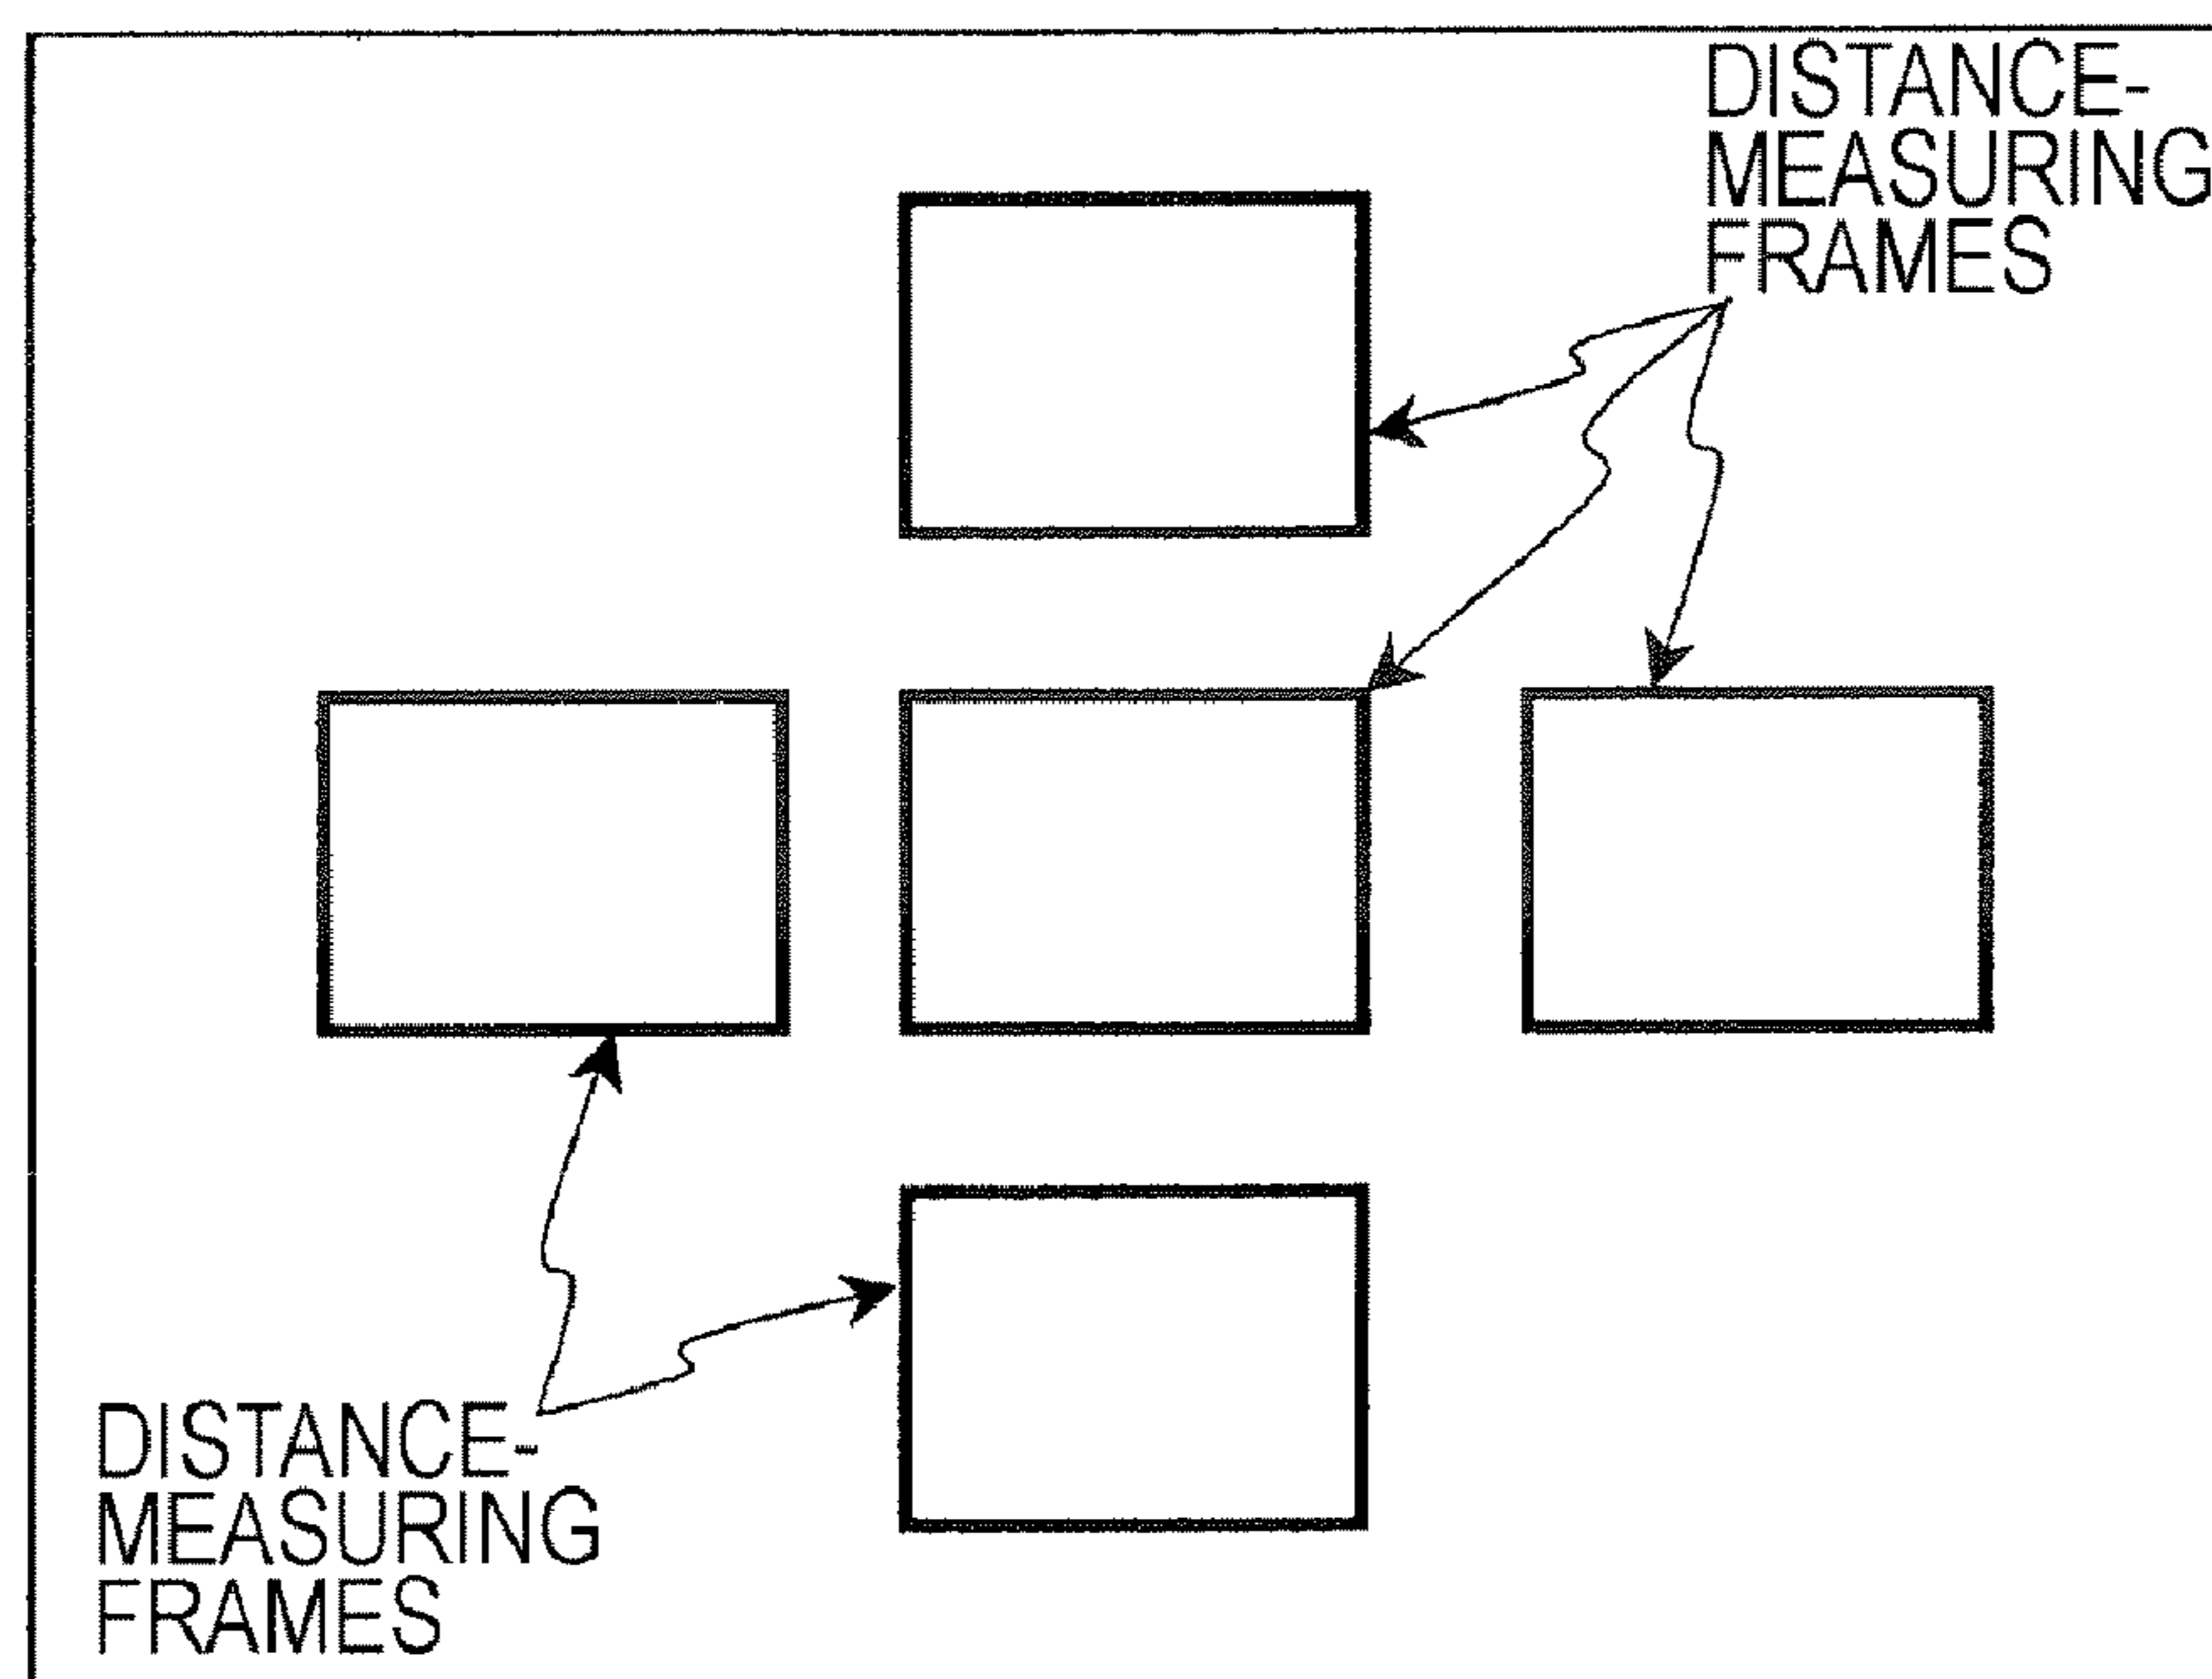 DISTANCE-
MEASURING
FRAMES
DISTANCE-
MEASURING
FRAMES